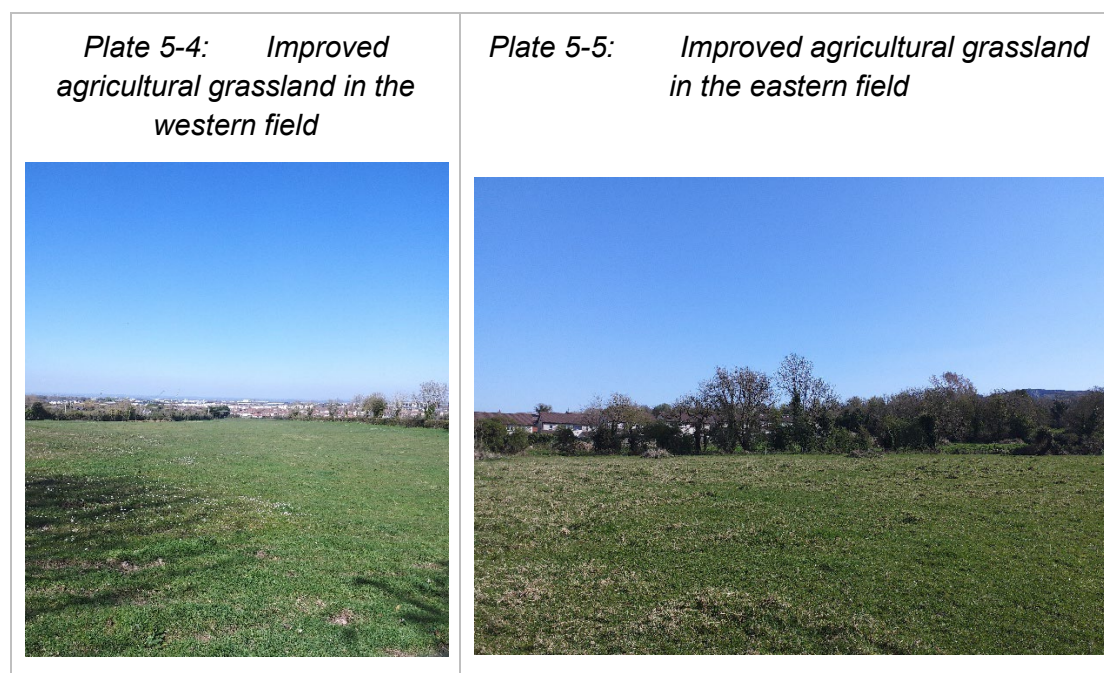 Plate 5-4: Improved
agricultural grassland in the
western field
Plate 5-5: Improved agricultural grassland
in the eastern field